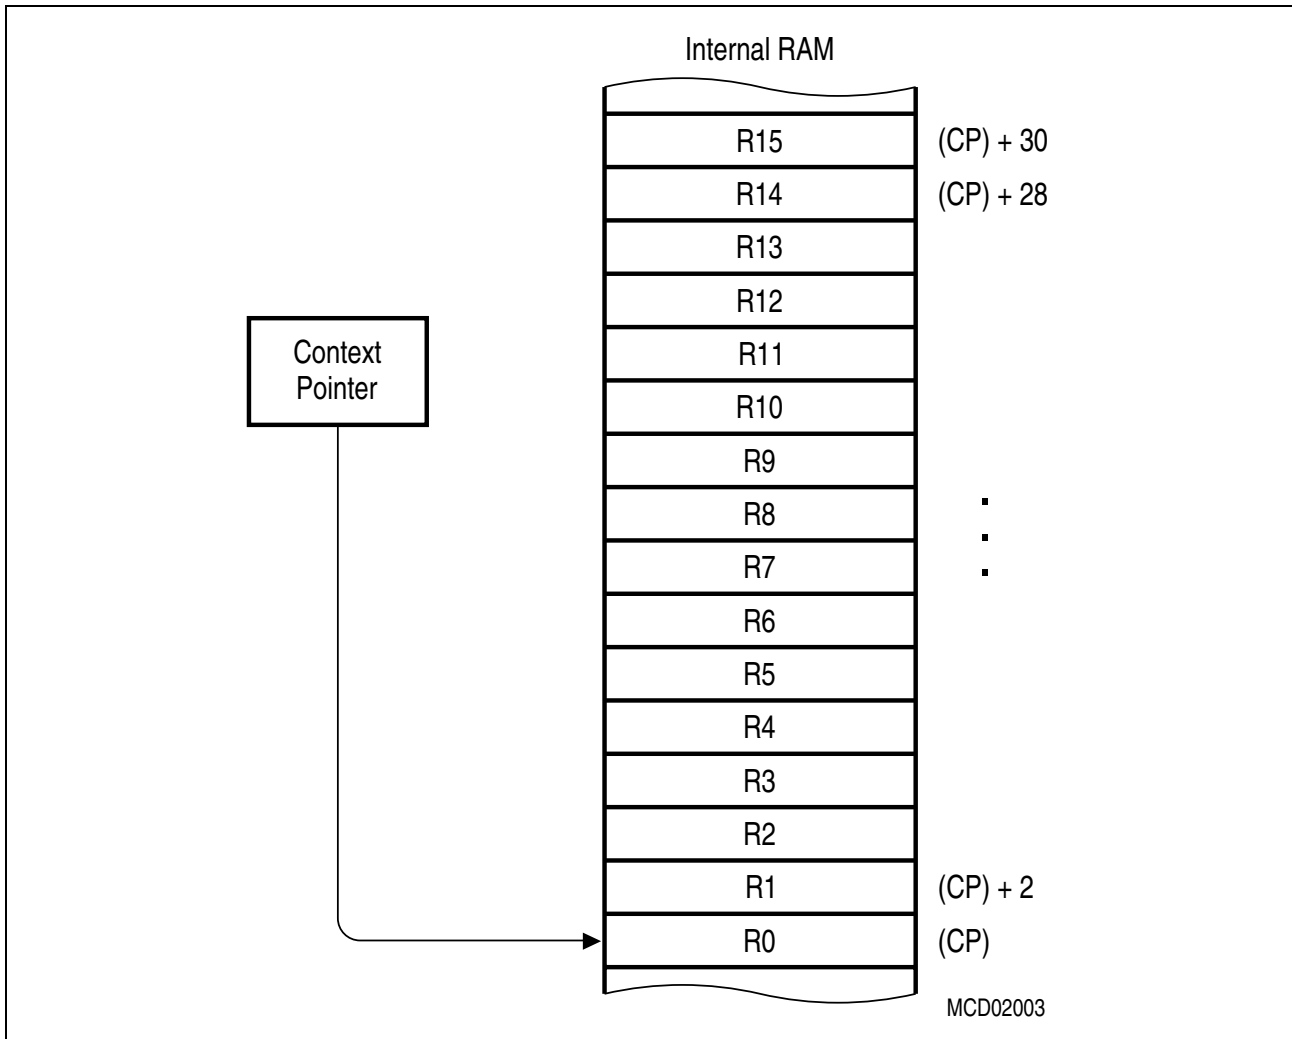 Internal RAM
R15 (CP) + 30
R14 (CP) + 28
R13
R12
Context
Pointer
R11
R10
R9
R8
R7
R6
R5
R4
R3
R2
R1 (CP) + 2
R0 (CP)
MCD02003